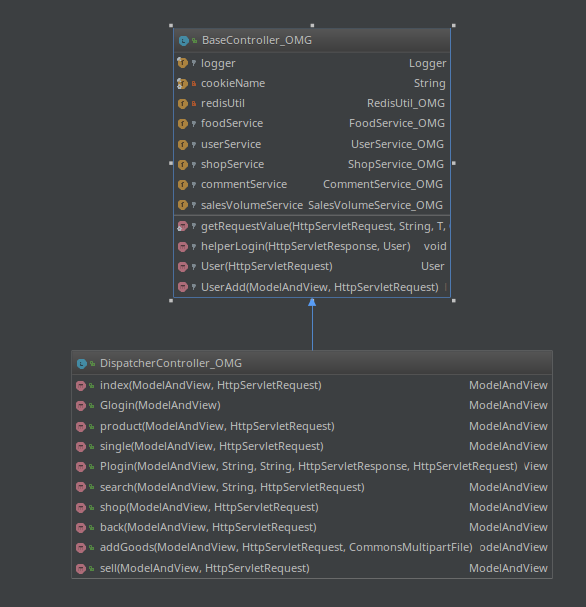 BaseController_OMG
logger Logger
cookieName String
redisUtil RedisUtil_OMG
foodService FoodService_OMG
userService UserService_OMG
shopService ShopService_OMG
commentService CommentService_OMG
salesVolumeService SalesVolumeService_OMG
getRequestValue(HttpServletRequest, String, T,
helperLogin(HttpServletResponse, User) void
User(HttpServletRequest) User
UserAdd(ModelAndView, HttpServletRequest)
DispatcherController_OMG
index(ModelAndView, HttpServletRequest) ModelAndView
Glogin(ModelAndView) ModelAndView
product(ModelAndView, HttpServletRequest) ModelAndView
single(ModelAndView, HttpServletRequest) ModelAndView
Plogin(ModelAndView, String, String, HttpServletResponse, HttpServletRequest) View
search(ModelAndView, String, HttpServletRequest) ModelAndView
shop(ModelAndView, HttpServletRequest) ModelAndView
back(ModelAndView, HttpServletRequest) ModelAndView
addGoods(ModelAndView, HttpServletRequest, CommonsMultipartFile) odelAndView
sell(ModelAndView, HttpServletRequest) ModelAndView